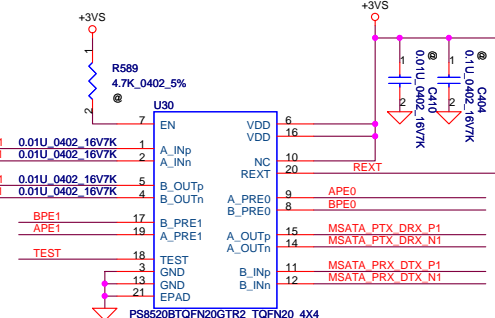 +3VS
+3VS
R589
4.7K_0402_5%
@
1
2
@
0.01U_0402_16V7K
C410
1
2
@
0.1U_0402_16V7K
C404
1
2
U30
7 EN VDD 6
VDD 16
0.01U_0402_16V7K 1 A_INp
0.01U_0402_16V7K 2 A_INn
NC 10
REXT 20 REXT
0.01U_0402_16V7K 5 B_OUTp
0.01U_0402_16V7K 4 B_OUTn
A_PRE0 9 APE0
B_PRE0 8 BPE0
BPE1 17 B_PRE1
APE1 19 A_PRE1
A_OUTp 15 MSATA_PTX_DRX_P1
A_OUTn 14 MSATA_PTX_DRX_N1
TEST 18 TEST
3 GND
13 GND
21 EPAD
B_INp 11 MSATA_PRX_DTX_P1
B_INn 12 MSATA_PRX_DTX_N1
PS8520BTQFN20GTR2_TQFN20_4X4